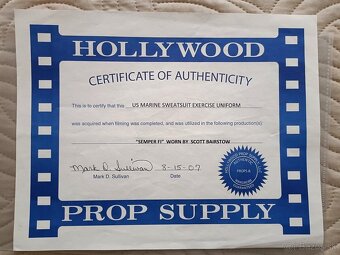 HOLLYWOOD
CERTIFICATE OF AUTHENTICITY
This is to certify that this US MARINE SWEATSUIT EXERCISE UNIFORM
was acquired when filming was completed, and was utilized in the following production(s):
"SEMPER FI" WORN BY SCOTT BAIRSTOW
Mark D. Sullivan 8-15-07
Mark D. Sullivan Date
PROP SUPPLY